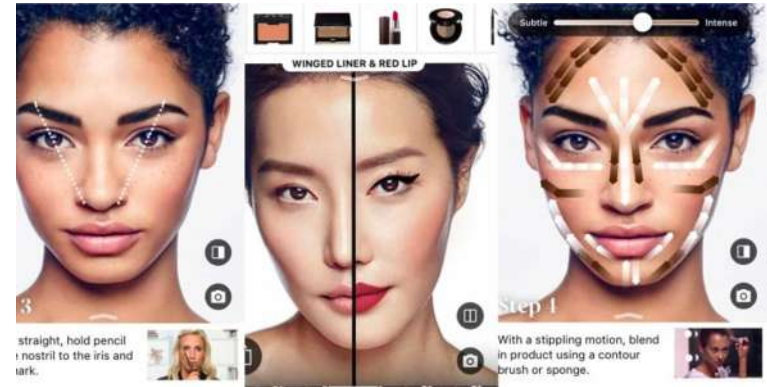 3
straight, hold pencil
nostril to the iris and
WINGED LINER & RED LIP
Subtle
Intense
Step 1
With a stippling motion, blend
in product using a contour
brush or sponge.